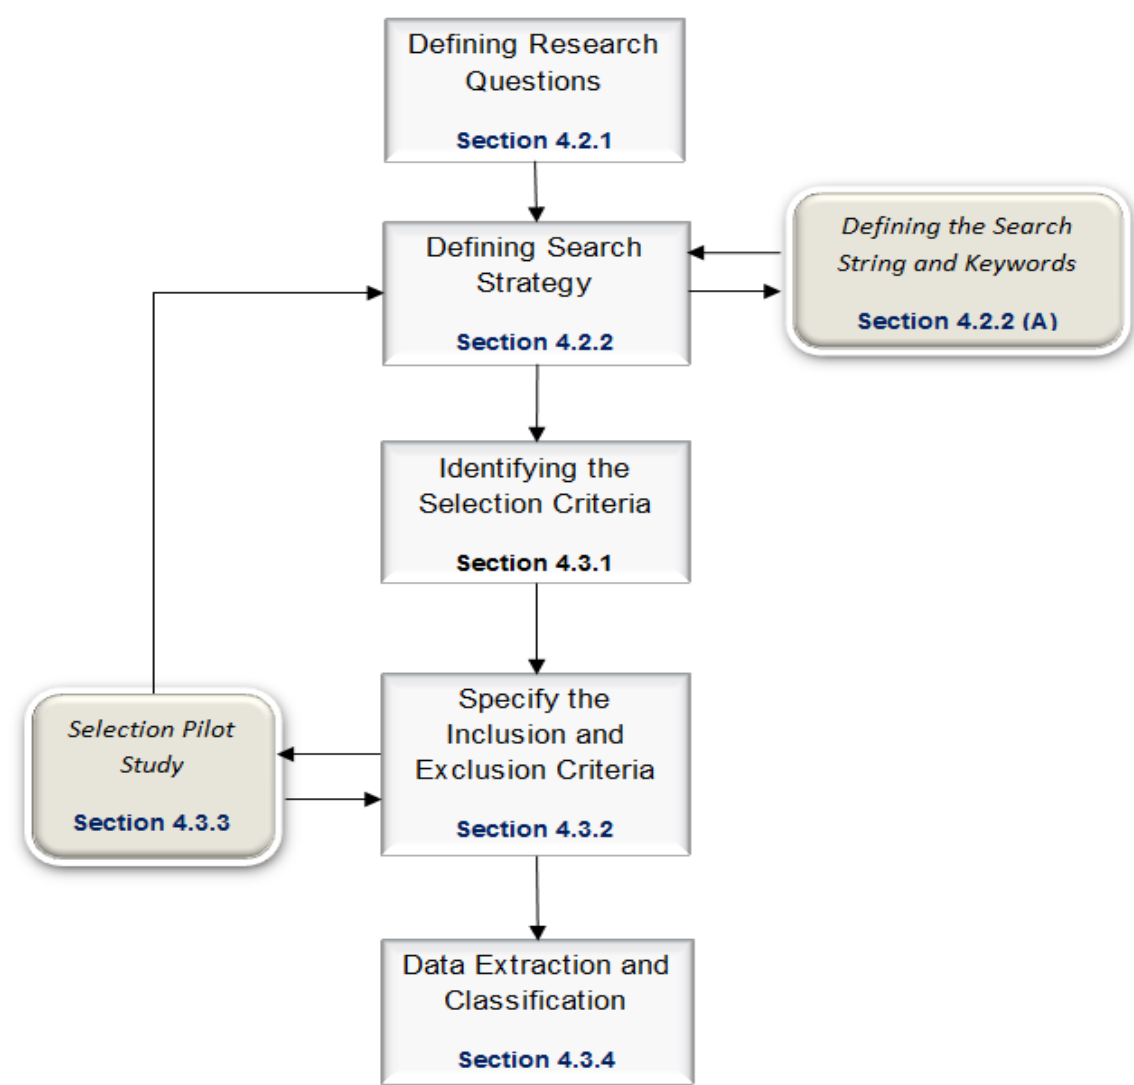 Defining Research
Questions
Section 4.2.1
Defining Search
Strategy
Section 4.2.2
Defining the Search
String and Keywords
Section 4.2.2 (A)
Identifying the
Selection Criteria
Section 4.3.1
Specify the
Inclusion and
Exclusion Criteria
Section 4.3.2
Selection Pilot
Study
Section 4.3.3
Data Extraction and
Classification
Section 4.3.4